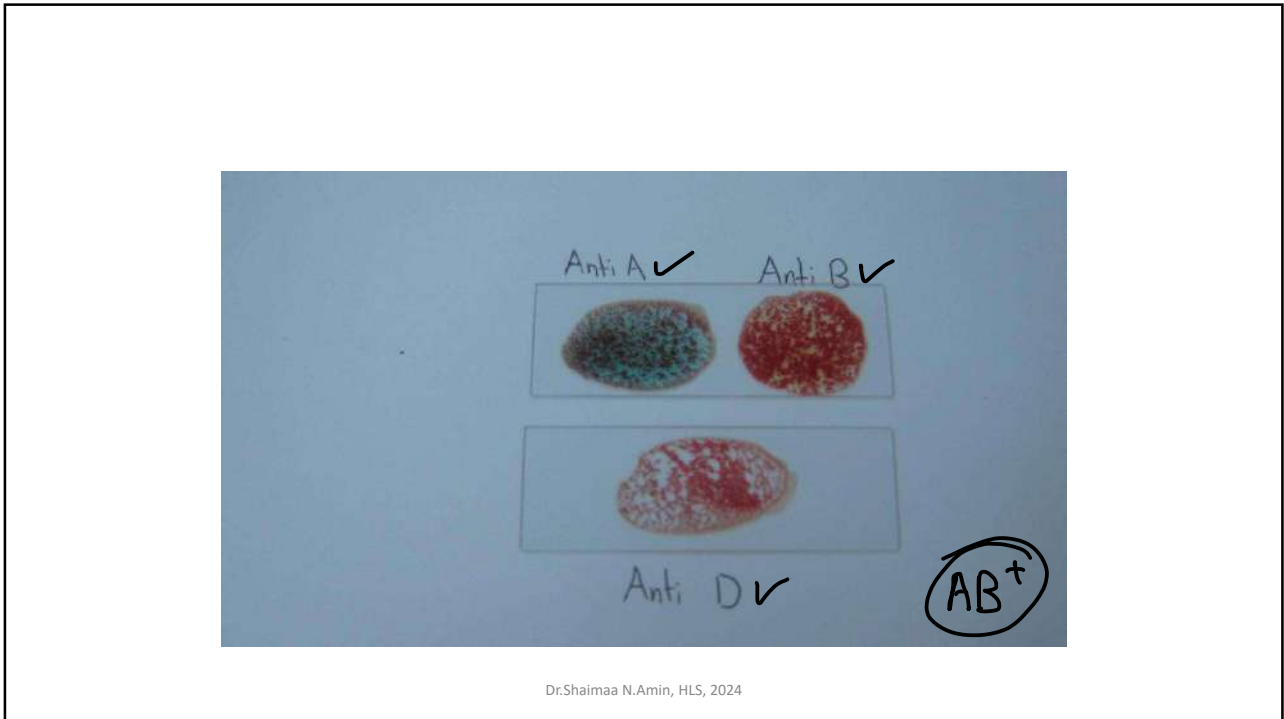 Anti A ✓ Anti B ✓
Anti D ✓
AB+
Dr.Shaimaa N.Amin, HLS, 2024